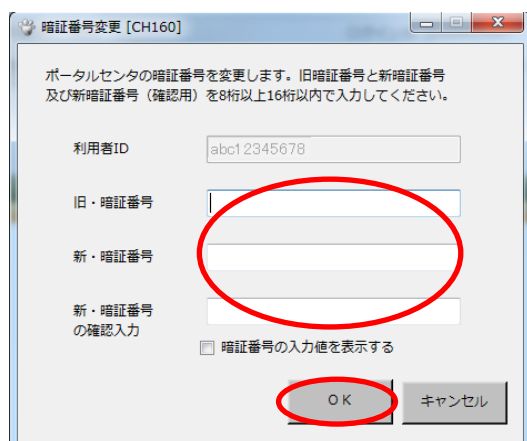 暗証番号変更 [CH160]
ポータルセンタの暗証番号を変更します。旧暗証番号と新暗証番号
及び新暗証番号（確認用）を8桁以上16桁以内で入力してください。
利用者ID
abc12345678
旧・暗証番号
新・暗証番号
新・暗証番号
の確認入力
暗証番号の入力値を表示する
ＯＫ
キャンセル